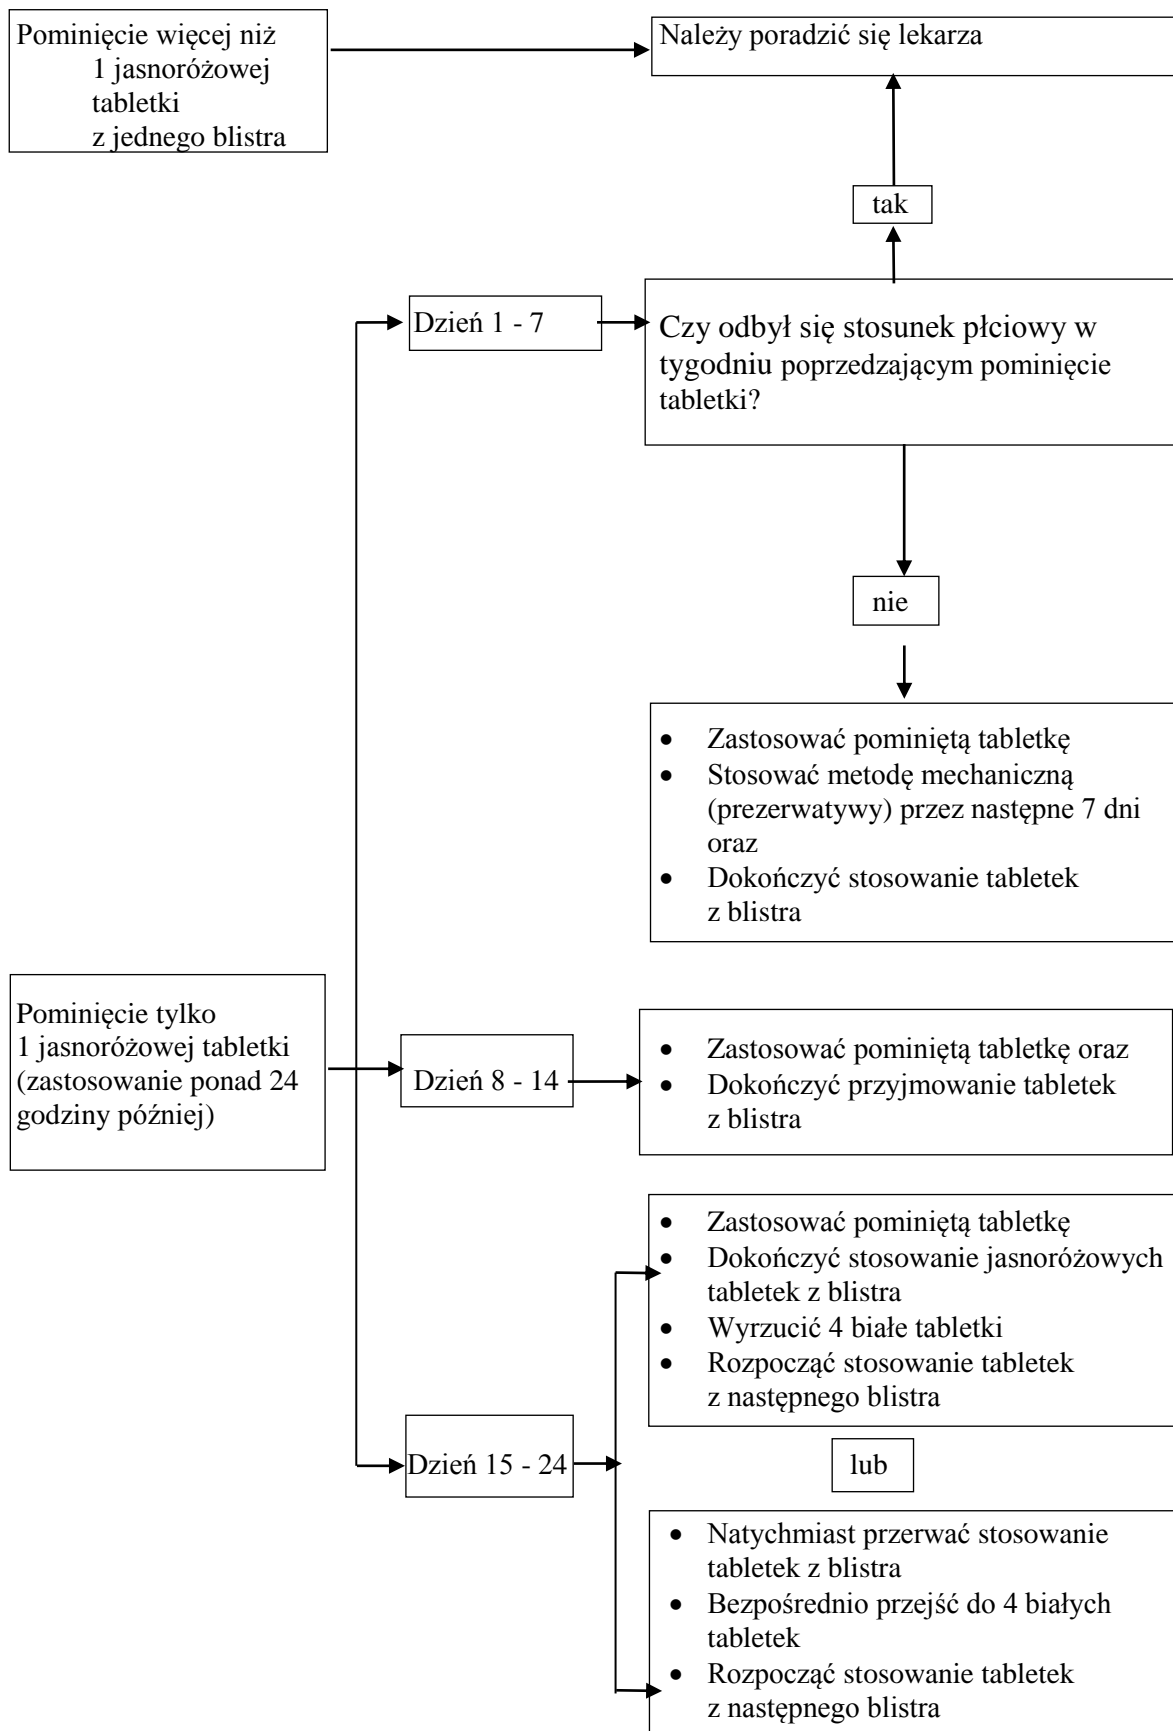 Pominięcie więcej niż
1 jasnoróżowej
tabletki
z jednego blistra
Należy poradzić się lekarza
tak
Dzień 1 - 7
Czy odbył się stosunek płciowy w
tygodniu poprzedzającym pominięcie
tabletki?
nie
• Zastosować pominiętą tabletkę
• Stosować metodę mechaniczną
(prezerwatywy) przez następne 7 dni
oraz
• Dokończyć stosowanie tabletek
z blistra
Pominięcie tylko
1 jasnoróżowej tabletki
(zastosowanie ponad 24
godziny później)
Dzień 8 - 14
• Zastosować pominiętą tabletkę oraz
• Dokończyć przyjmowanie tabletek
z blistra
• Zastosować pominiętą tabletkę
• Dokończyć stosowanie jasnoróżowych
tabletek z blistra
• Wyrzucić 4 białe tabletki
• Rozpocząć stosowanie tabletek
z następnego blistra
Dzień 15 - 24
lub
• Natychmiast przerwać stosowanie
tabletek z blistra
• Bezpośrednio przejść do 4 białych
tabletek
• Rozpocząć stosowanie tabletek
z następnego blistra